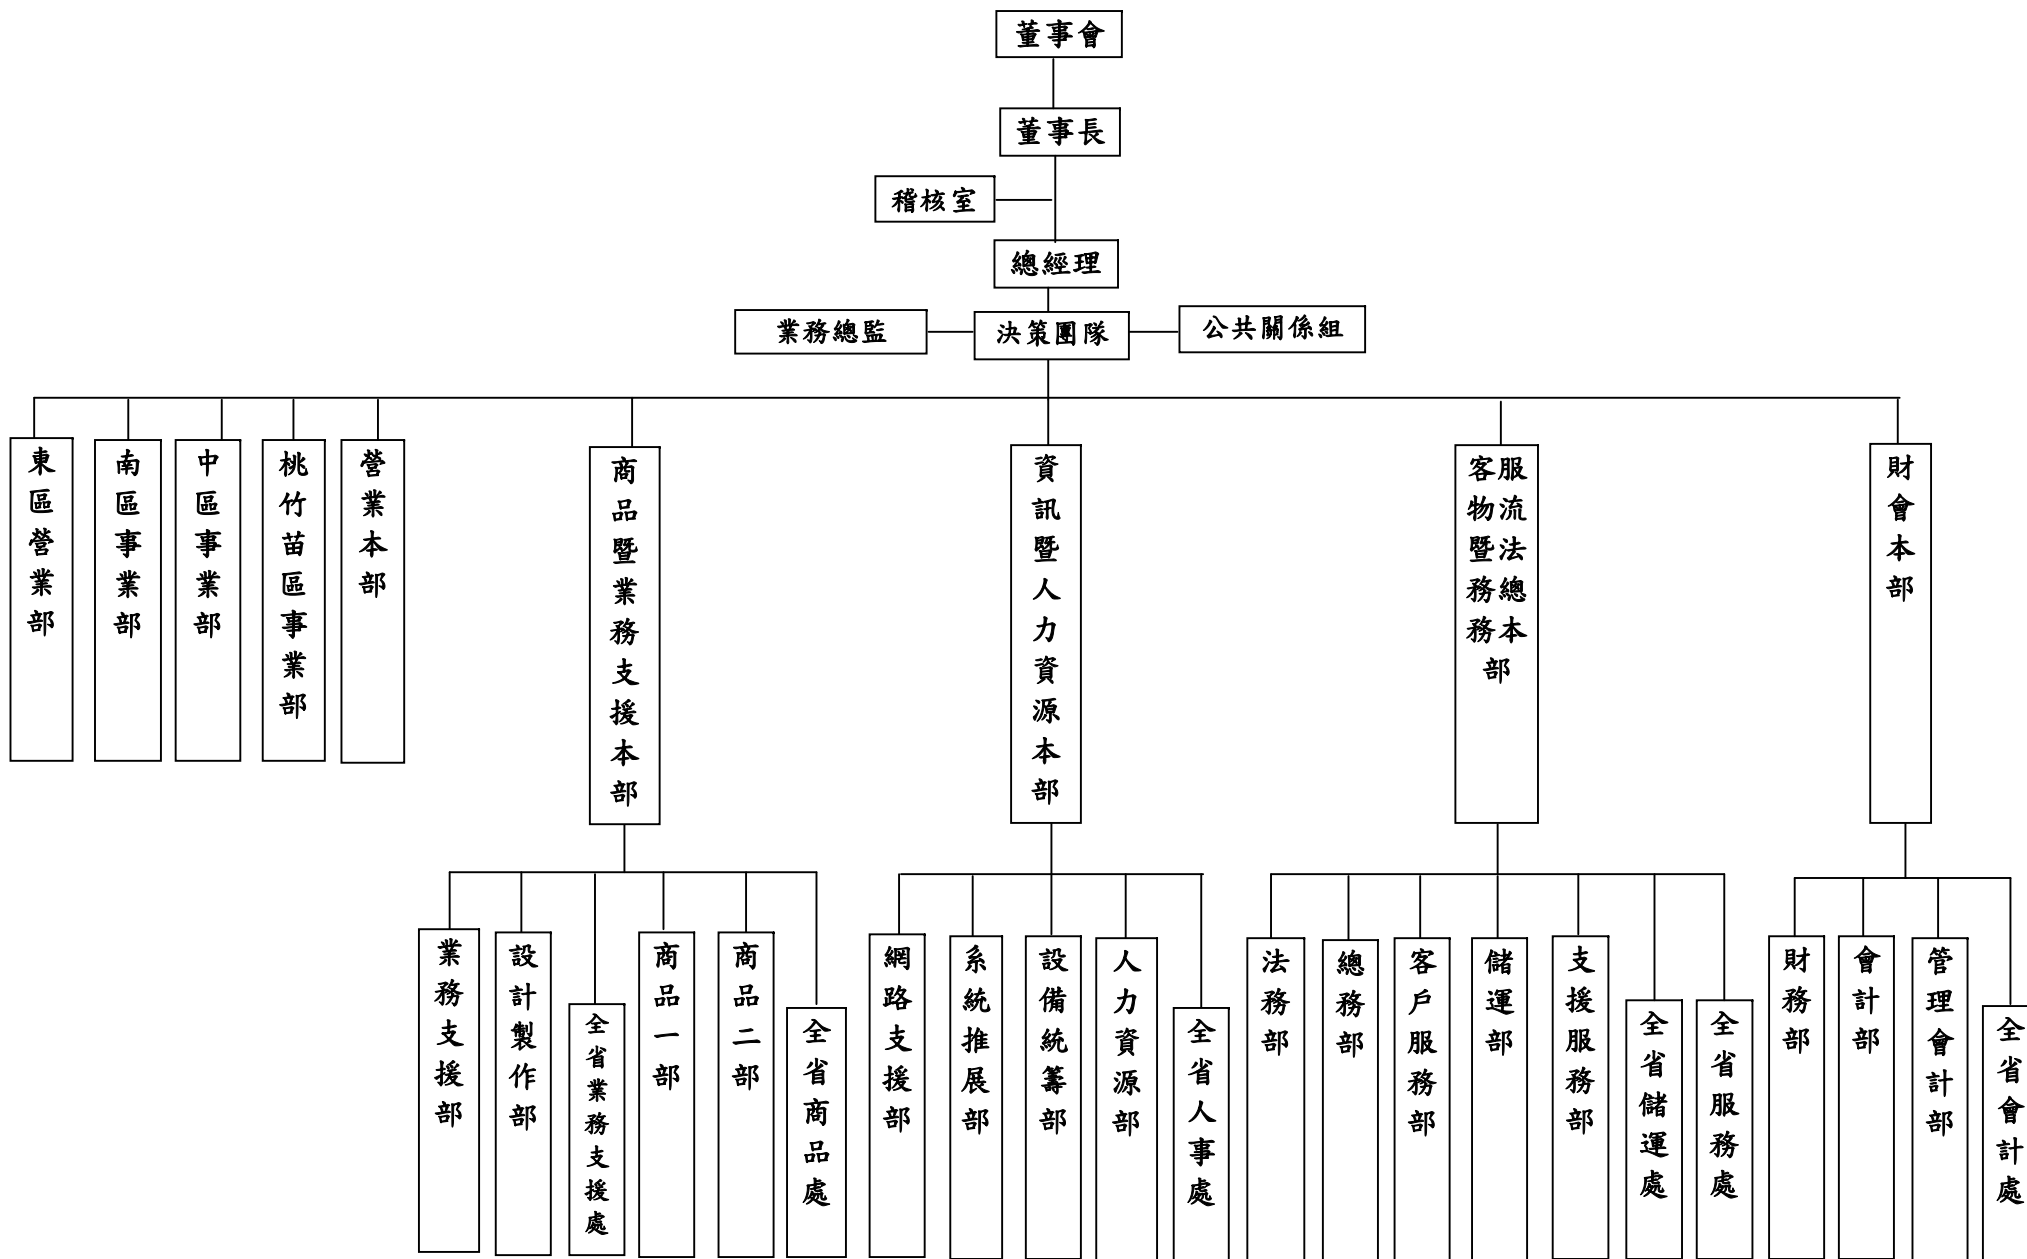 董事會
董事長
稽核室
總經理
業務總監
決策團隊
公共關係組
東區營業部
南區事業部
中區事業部
桃竹苗區事業部
營業本部
商品暨業務支援本部
資訊暨人力資源本部
客服
物流
暨法
務總
務本
部
財會本部
業務支援部
設計製作部
全省業務支援處
商品一部
商品二部
全省商品處
網路支援部
系統推展部
設備統籌部
人力資源部
全省人事處
法務部
總務部
客戶服務部
儲運部
支援服務部
全省儲運處
全省服務處
財務部
會計部
管理會計部
全省會計處